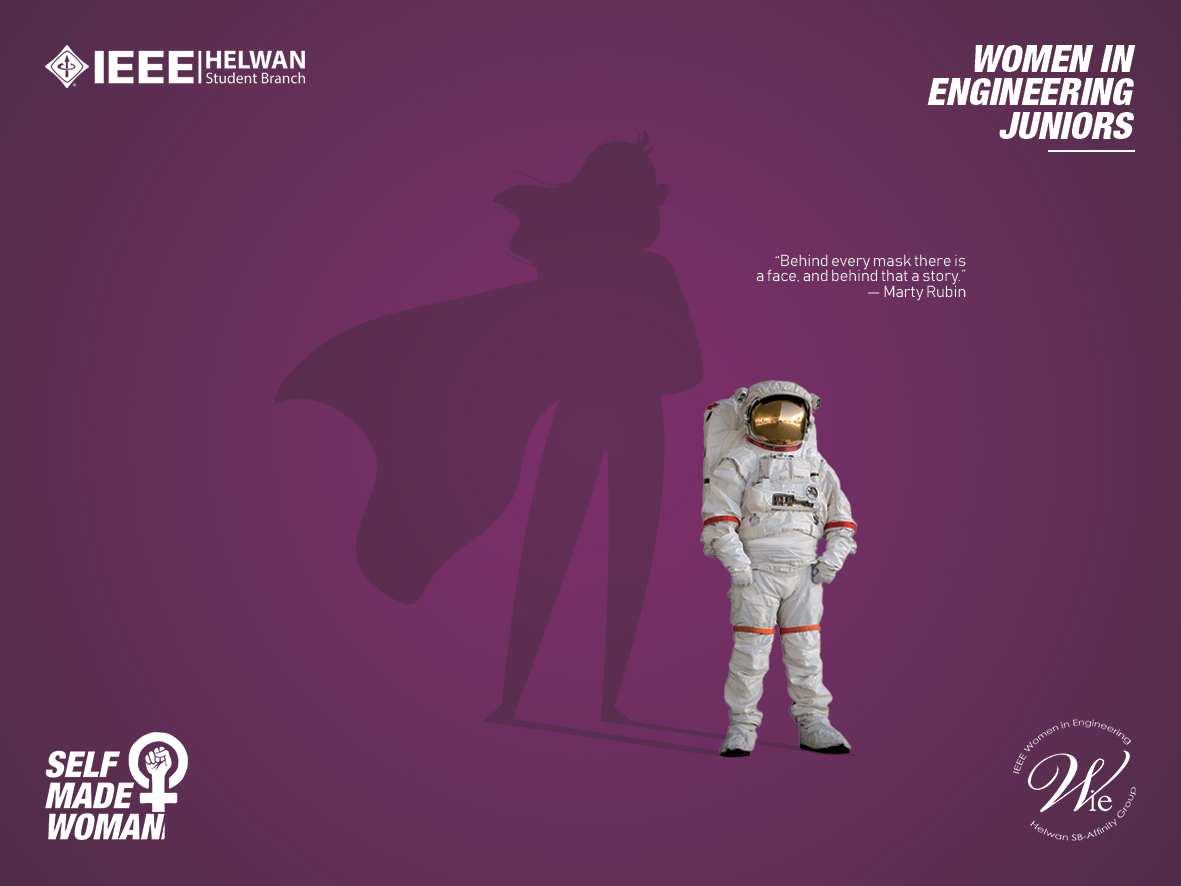 IEEE | HELWAN
Student Branch
WOMEN IN
ENGINEERING
JUNIORS
“Behind every mask there is
a face, and behind that a story.”
— Marty Rubin
SELF
MADE
WOMAN
IEEE Women in Engineering
Wie
Helwan SB-Affinity Group